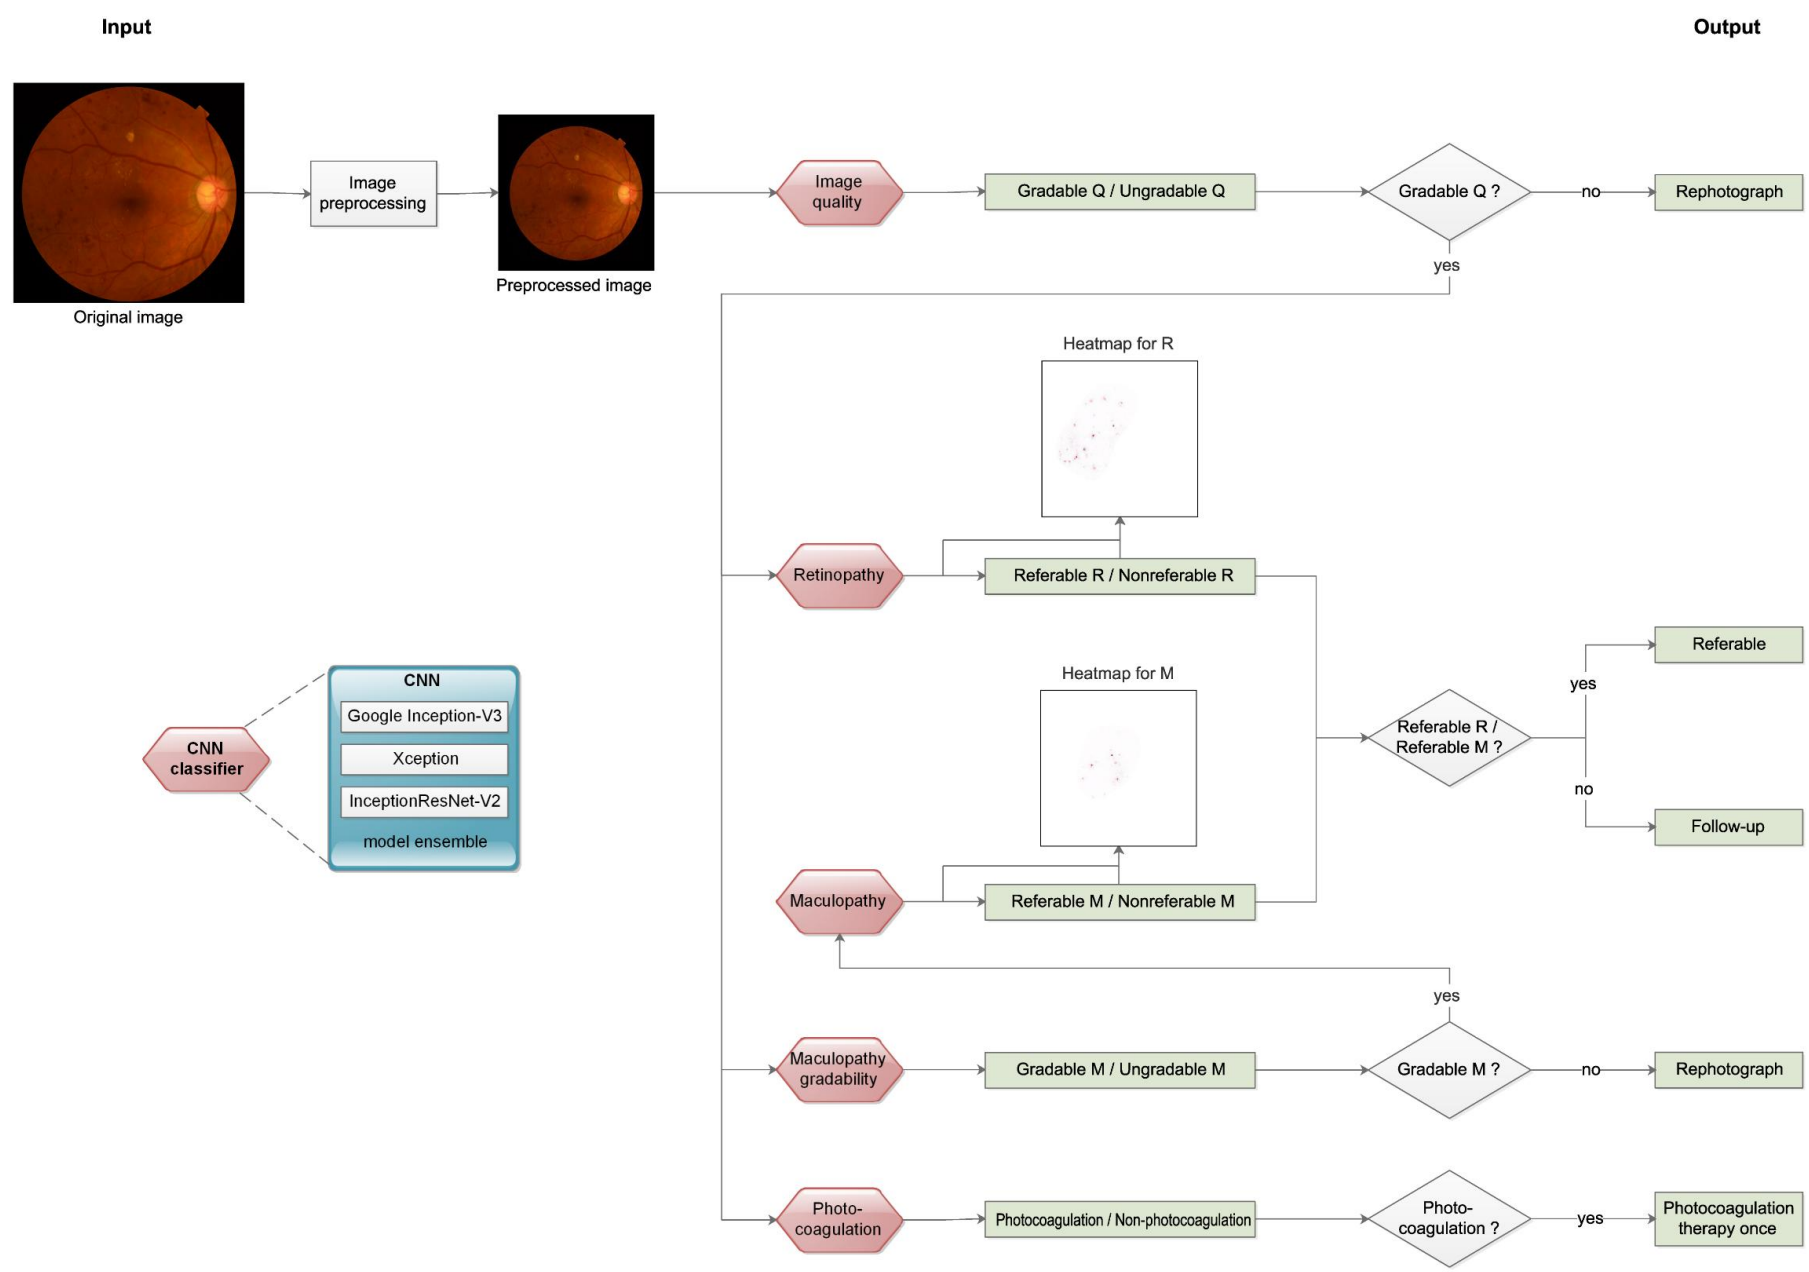 Input
Output
Original image
Image
preprocessing
Preprocessed image
Image
quality
Gradable Q / Ungradable Q
Gradable Q ?
no
Rephotograph
yes
Heatmap for R
Retinopathy
Referable R / Nonreferable R
Heatmap for M
Maculopathy
Referable M / Nonreferable M
Referable R /
Referable M ?
yes
Referable
no
Follow-up
CNN
classifier
CNN
Google Inception-V3
Xception
InceptionResNet-V2
model ensemble
yes
Maculopathy
gradability
Gradable M / Ungradable M
Gradable M ?
no
Rephotograph
Photo-
coagulation
Photocoagulation / Non-photocoagulation
Photo-
coagulation ?
yes
Photocoagulation
therapy once